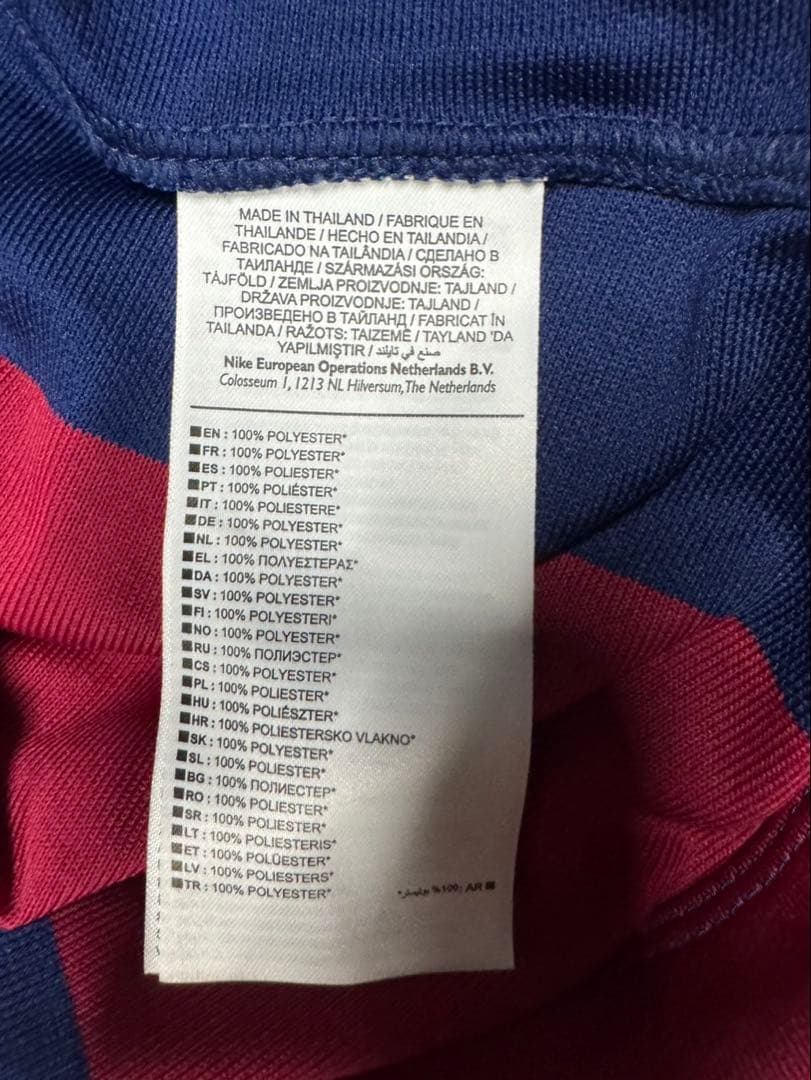 MADE IN THAILAND / FABRIQUE EN
THAILANDE / HECHO EN TAILANDIA /
FABRICADO NA TAILÂNDIA / СДЕЛАНО В
ТАИЛАНДЕ / SZÁRMAZÁSI ORSZÁG:
TÁJFÖLD / ZEMLJA PROIZVODNJE: TAJLAND /
DRŽAVA PROIZVODNJE: TAJLAND /
ПРОИЗВЕДЕНО В ТАЙЛАНД / FABRICAT ÎN
TAILANDA / RAŽOTS: TAIZEMĒ / TAYLAND 'DA
YAPILMIŞTIR / صنع في تايلند
Nike European Operations Netherlands B.V.
Colosseum 1, 1213 NL Hilversum, The Netherlands
EN : 100% POLYESTER*
FR : 100% POLYESTER*
ES : 100% POLIESTER*
PT : 100% POLIÉSTER*
IT : 100% POLIESTERE*
DE : 100% POLYESTER*
NL : 100% POLYESTER*
EL : 100% ΠΟΛΥΕΣΤΕΡΑΣ*
DA : 100% POLYESTER*
SV : 100% POLYESTER*
FI : 100% POLYESTERI*
NO : 100% POLYESTER*
RU : 100% ПОЛИЭСТЕР*
CS : 100% POLYESTER*
PL : 100% POLIESTER*
HU : 100% POLIÉSZTER*
HR : 100% POLIESTERSKO VLAKNO*
SK : 100% POLYESTER*
SL : 100% POLIESTER*
BG : 100% ПОЛИЕСТЕР*
RO : 100% POLIESTER*
SR : 100% POLIESTER*
LT : 100% POLIESTERIS*
ET : 100% POLÜESTER*
LV : 100% POLIESTERS*
TR : 100% POLYESTER*
AR :100% بوليستر*